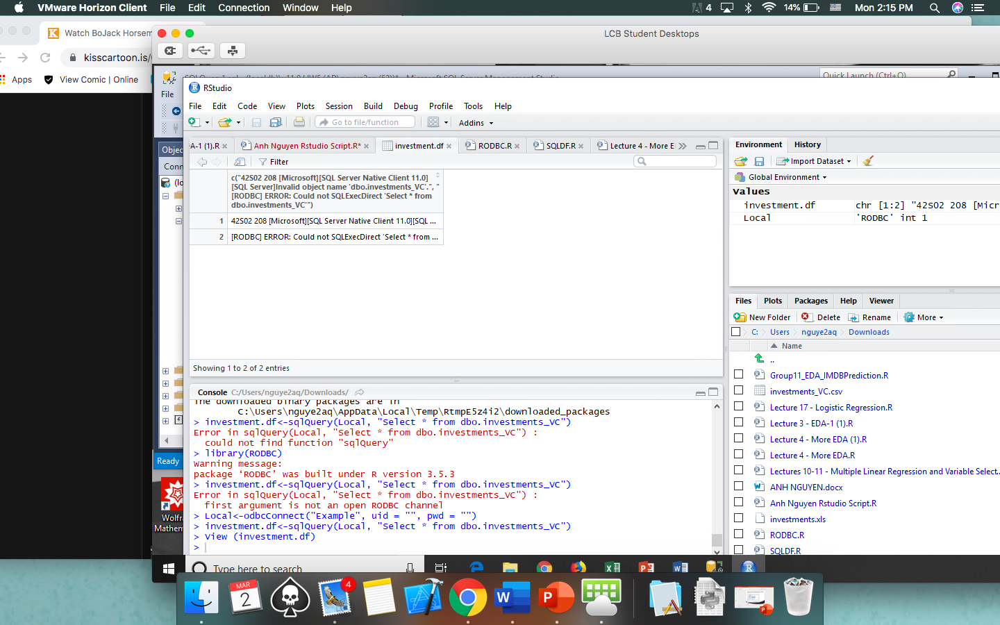 VMware Horizon Client File Edit Connection Window Help 4 14% Mon 2:15 PM
Watch BoJack Horsem
LCB Student Desktops
kisscartoon.is/
Apps View Comic | Online
Quick Launch (Ctrl+Q)
File
RStudio
File Edit Code View Plots Session Build Debug Profile Tools Help
Go to file/function Addins
Objec
Conn
A-1 (1).R Anh Nguyen Rstudio Script.R* investment.df RODBC.R SQLDF.R Lecture 4 - More E
Filter
c("42S02 208 [Microsoft][SQL Server Native Client 11.0]
[SQL Server]Invalid object name 'dbo.investments_VC'.", "
[RODBC] ERROR: Could not SQLExecDirect 'Select * from
dbo.investments_VC'")
1 42S02 208 [Microsoft][SQL Server Native Client 11.0][SQL ...
2 [RODBC] ERROR: Could not SQLExecDirect 'Select * from ...
Showing 1 to 2 of 2 entries
Environment History
Import Dataset
Global Environment
Values
investment.df chr [1:2] "42S02 208 [Micr
Local 'RODBC' int 1
Files Plots Packages Help Viewer
New Folder Delete Rename More
C: Users nguye2aq Downloads
Name
..
Group11_EDA_IMDBPrediction.R
investments_VC.csv
Lecture 17 - Logistic Regression.R
Lecture 3 - EDA-1 (1).R
Lecture 4 - More EDA (1).R
Lecture 4 - More EDA.R
Lectures 10-11 - Multiple Linear Regression and Variable Select..
ANH NGUYEN.docx
Anh Nguyen Rstudio Script.R
investments.xls
RODBC.R
SQLDF.R
Console C:/Users/nguye2aq/Downloads/
The downloaded binary packages are in
C:\Users\nguye2aq\AppData\Local\Temp\RtmpE5z4i2\downloaded_packages
> investment.df<-sqlQuery(Local, "Select * from dbo.investments_VC")
Error in sqlQuery(Local, "Select * from dbo.investments_VC") :
could not find function "sqlQuery"
> library(RODBC)
Warning message:
package ‘RODBC’ was built under R version 3.5.3
> investment.df<-sqlQuery(Local, "Select * from dbo.investments_VC")
Error in sqlQuery(Local, "Select * from dbo.investments_VC") :
first argument is not an open RODBC channel
> Local<-odbcConnect("Example", uid = "", pwd = "")
> investment.df<-sqlQuery(Local, "Select * from dbo.investments_VC")
> View (investment.df)
>
Ready
Wolfr
Mathem
Type here to search
MAR
2
4